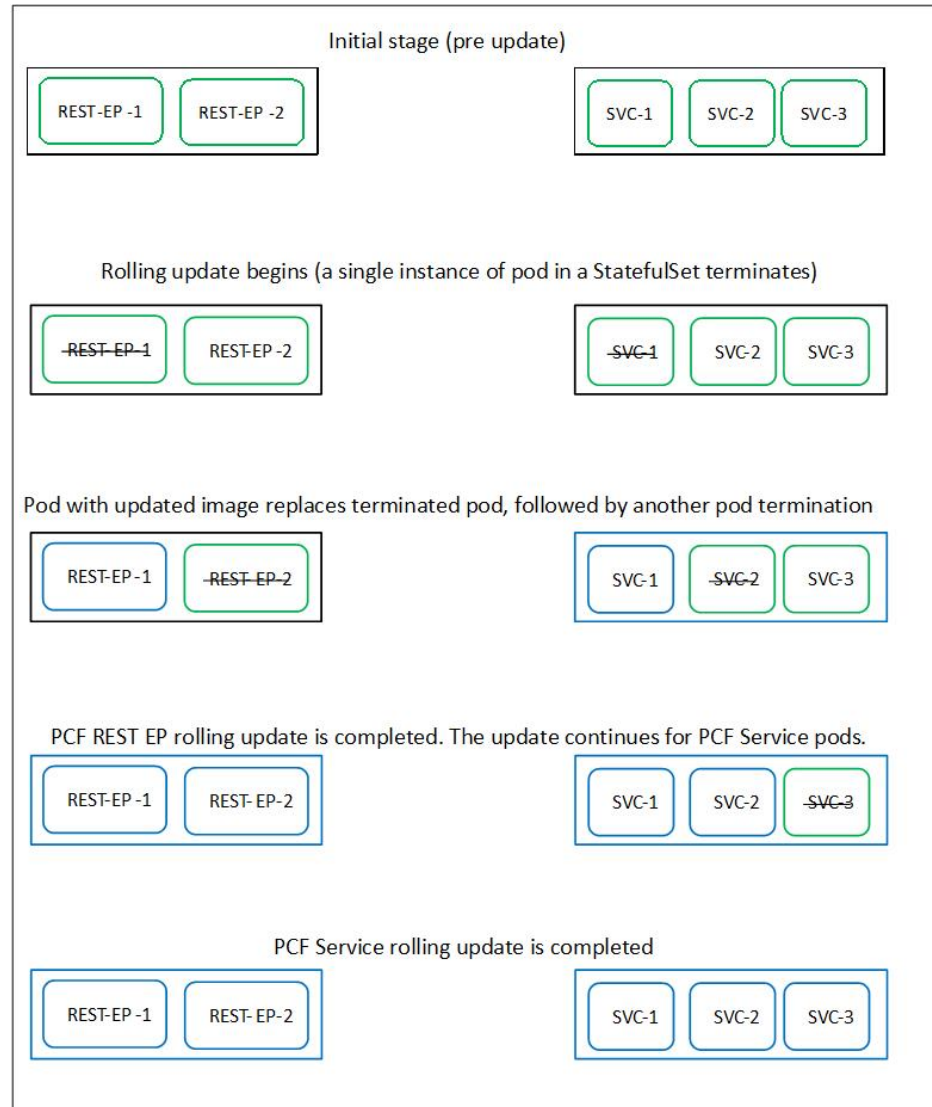 Initial stage (pre update)
REST-EP -1 REST-EP -2 SVC-1 SVC-2 SVC-3
Rolling update begins (a single instance of pod in a StatefulSet terminates)
REST- EP-1 REST-EP -2 SVC-1 SVC-2 SVC-3
Pod with updated image replaces terminated pod, followed by another pod termination
REST-EP -1 REST EP-2 SVC-1 SVC-2 SVC-3
PCF REST EP rolling update is completed. The update continues for PCF Service pods.
REST-EP -1 REST- EP-2 SVC-1 SVC-2 SVC-3
PCF Service rolling update is completed
REST-EP -1 REST- EP-2 SVC-1 SVC-2 SVC-3